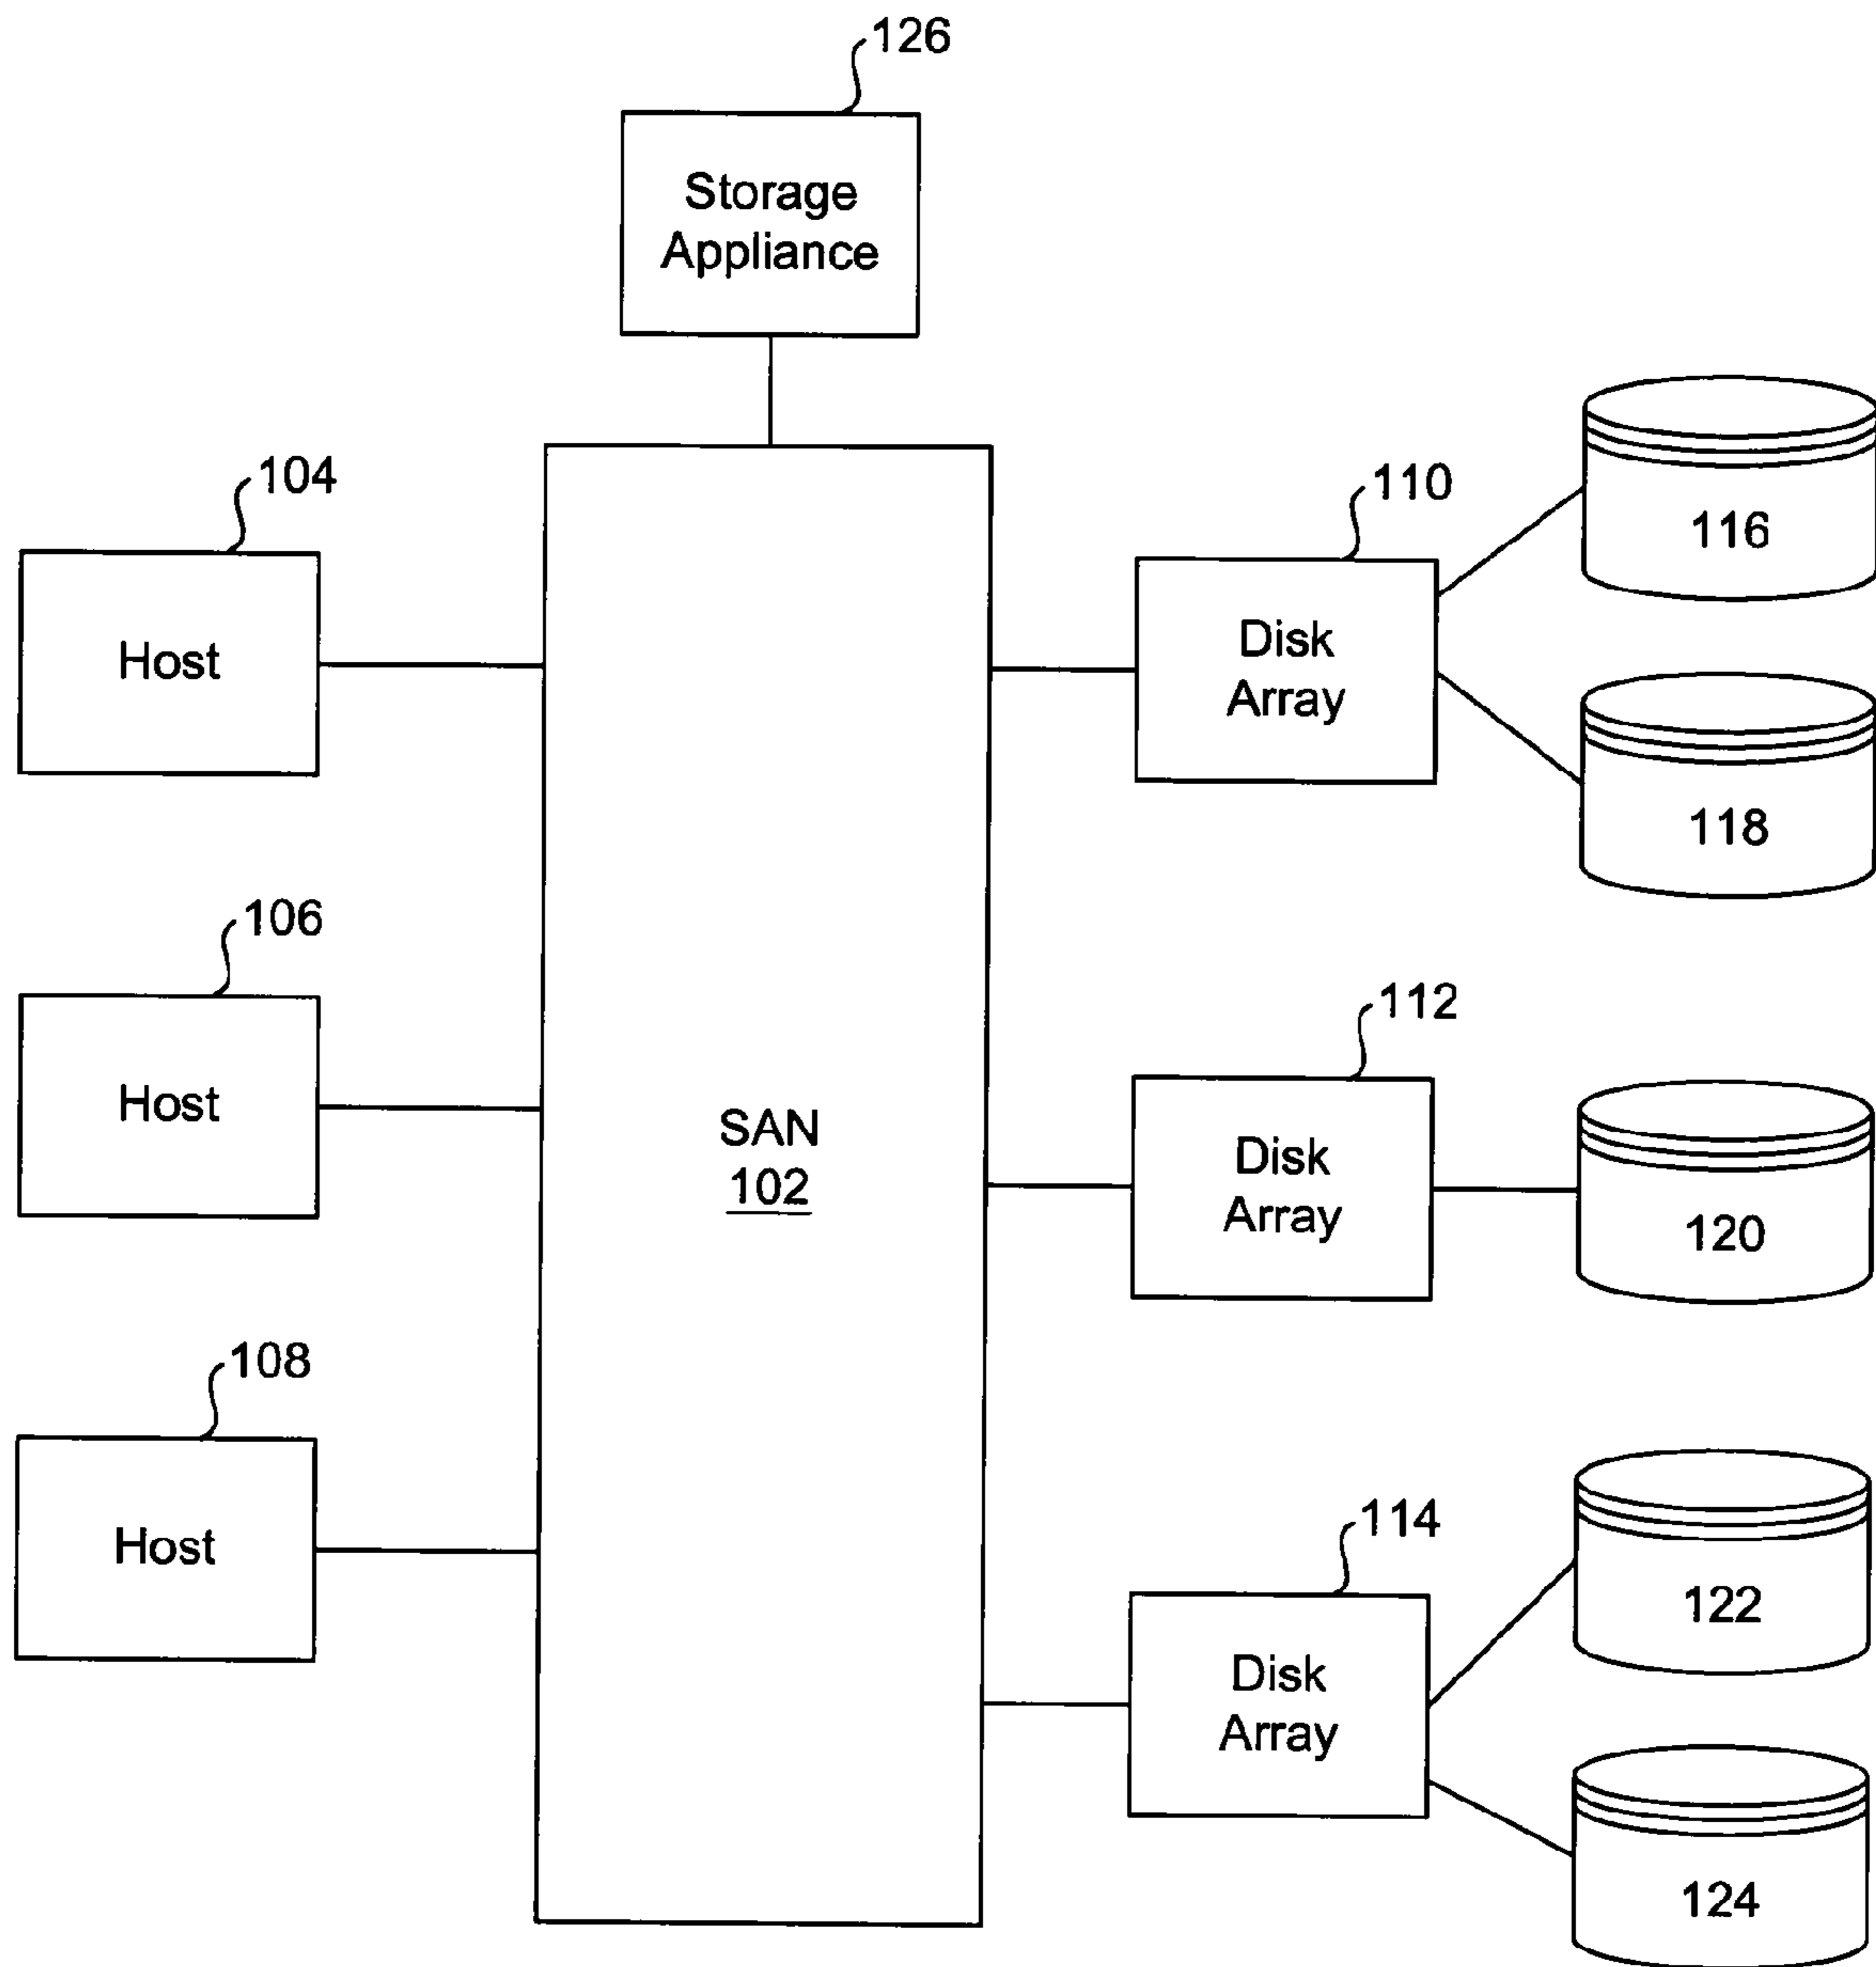 126
Storage
Appliance
104
110
116
Host
Disk
Array
118
106
112
Host
SAN
102
Disk
Array
120
108
114
Host
122
Disk
Array
124